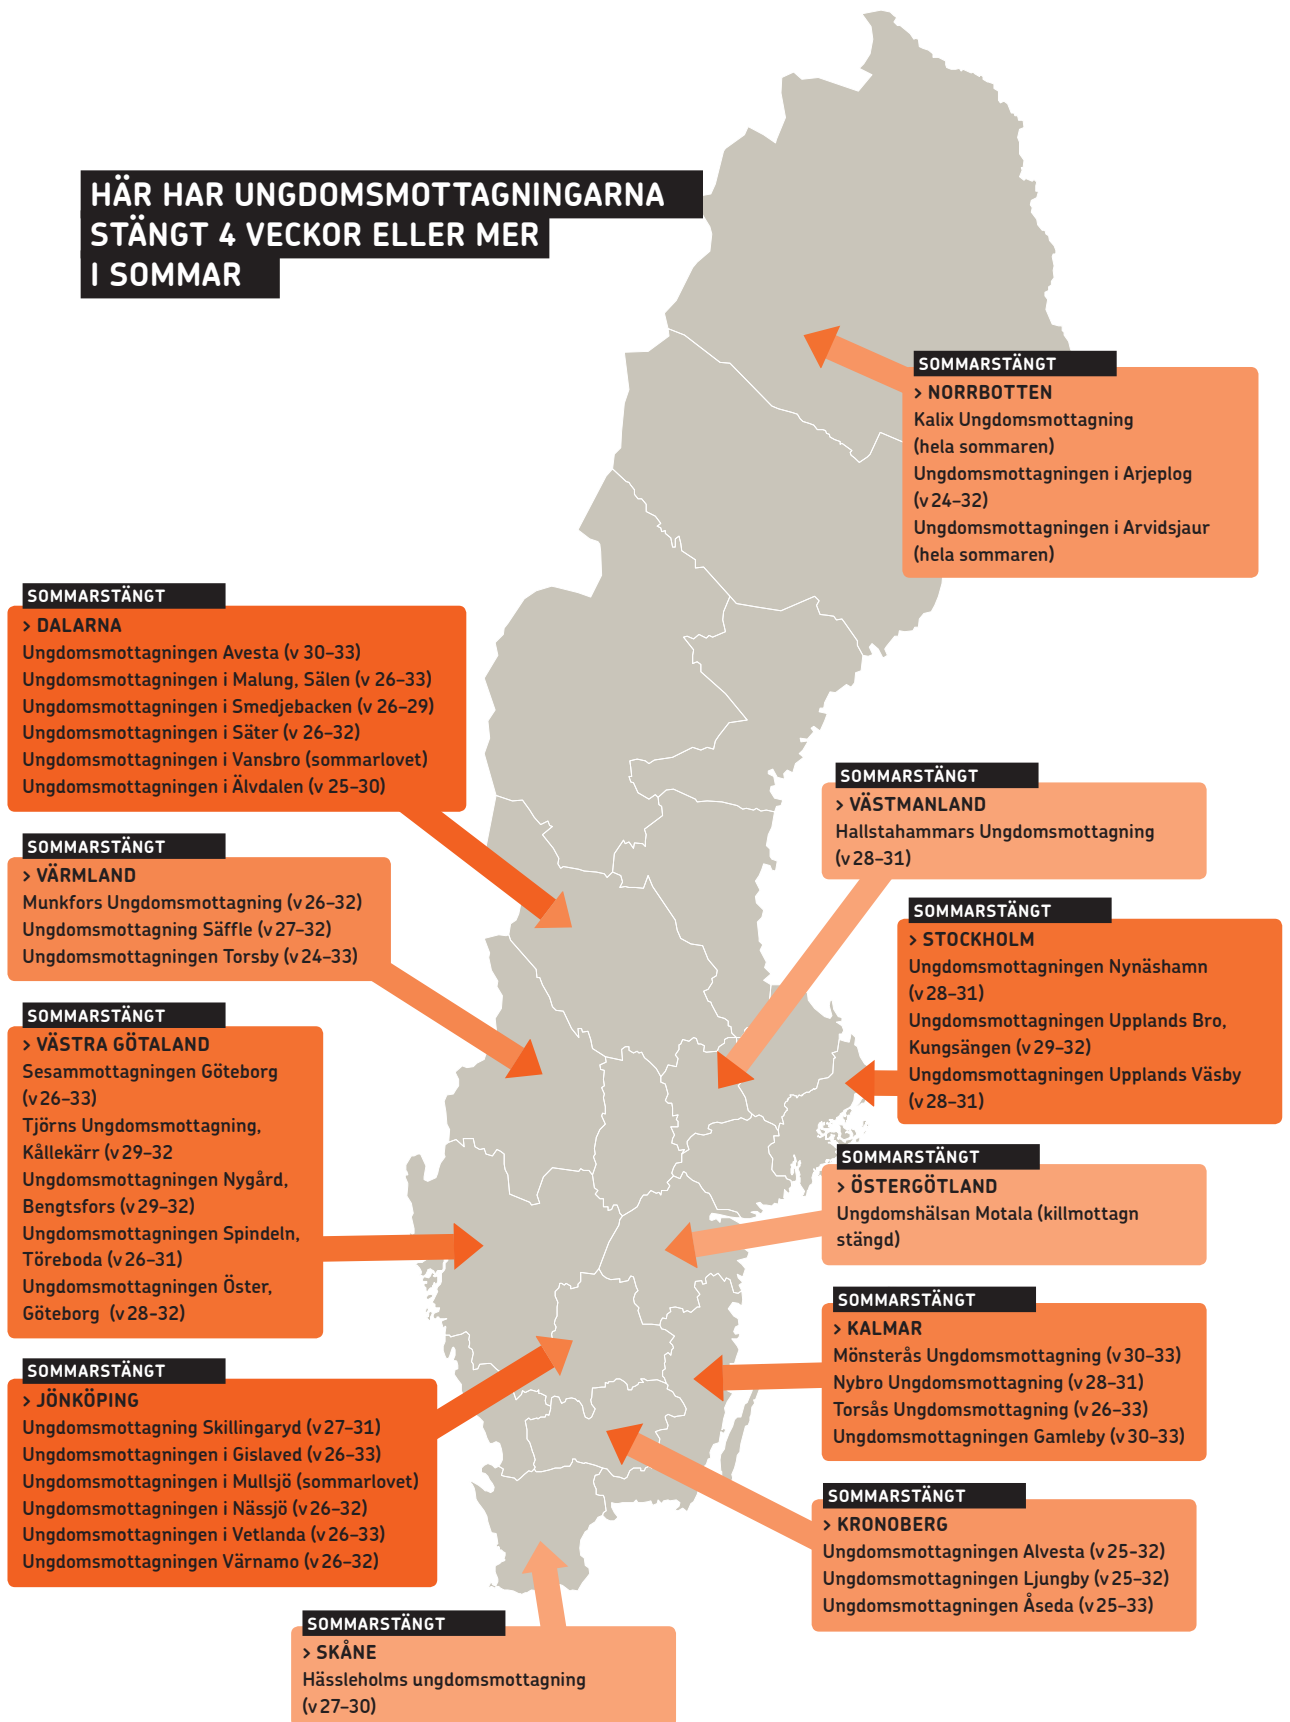 HÄR HAR UNGDOMSMOTTAGNINGARNA
STÄNGT 4 VECKOR ELLER MER
I SOMMAR
SOMMARSTÄNGT
> NORRBOTTEN
Kalix Ungdomsmottagning
(hela sommaren)
Ungdomsmottagningen i Arjeplog
(v 24–32)
Ungdomsmottagningen i Arvidsjaur
(hela sommaren)
SOMMARSTÄNGT
> DALARNA
Ungdomsmottagningen Avesta (v 30–33)
Ungdomsmottagningen i Malung, Sälen (v 26–33)
Ungdomsmottagningen i Smedjebacken (v 26–29)
Ungdomsmottagningen i Säter (v 26–32)
Ungdomsmottagningen i Vansbro (sommarlovet)
Ungdomsmottagningen i Älvdalen (v 25–30)
SOMMARSTÄNGT
> VÄRMLAND
Munkfors Ungdomsmottagning (v 26–32)
Ungdomsmottagning Säffle (v 27–32)
Ungdomsmottagningen Torsby (v 24–33)
SOMMARSTÄNGT
> VÄSTRA GÖTALAND
Sesammottagningen Göteborg
(v 26–33)
Tjörns Ungdomsmottagning,
Kållekärr (v 29–32
Ungdomsmottagningen Nygård,
Bengtsfors (v 29–32)
Ungdomsmottagningen Spindeln,
Töreboda (v 26–31)
Ungdomsmottagningen Öster,
Göteborg (v 28–32)
SOMMARSTÄNGT
> JÖNKÖPING
Ungdomsmottagning Skillingaryd (v 27–31)
Ungdomsmottagningen i Gislaved (v 26–33)
Ungdomsmottagningen i Mullsjö (sommarlovet)
Ungdomsmottagningen i Nässjö (v 26–32)
Ungdomsmottagningen i Vetlanda (v 26–33)
Ungdomsmottagningen Värnamo (v 26–32)
SOMMARSTÄNGT
> SKÅNE
Hässleholms ungdomsmottagning
(v 27–30)
SOMMARSTÄNGT
> VÄSTMANLAND
Hallstahammars Ungdomsmottagning
(v 28–31)
SOMMARSTÄNGT
> STOCKHOLM
Ungdomsmottagningen Nynäshamn
(v 28–31)
Ungdomsmottagningen Upplands Bro,
Kungsängen (v 29–32)
Ungdomsmottagningen Upplands Väsby
(v 28–31)
SOMMARSTÄNGT
> ÖSTERGÖTLAND
Ungdomshälsan Motala (killmottagn
stängd)
SOMMARSTÄNGT
> KALMAR
Mönsterås Ungdomsmottagning (v 30–33)
Nybro Ungdomsmottagning (v 28–31)
Torsås Ungdomsmottagning (v 26–33)
Ungdomsmottagningen Gamleby (v 30–33)
SOMMARSTÄNGT
> KRONOBERG
Ungdomsmottagningen Alvesta (v 25–32)
Ungdomsmottagningen Ljungby (v 25–32)
Ungdomsmottagningen Åseda (v 25–33)